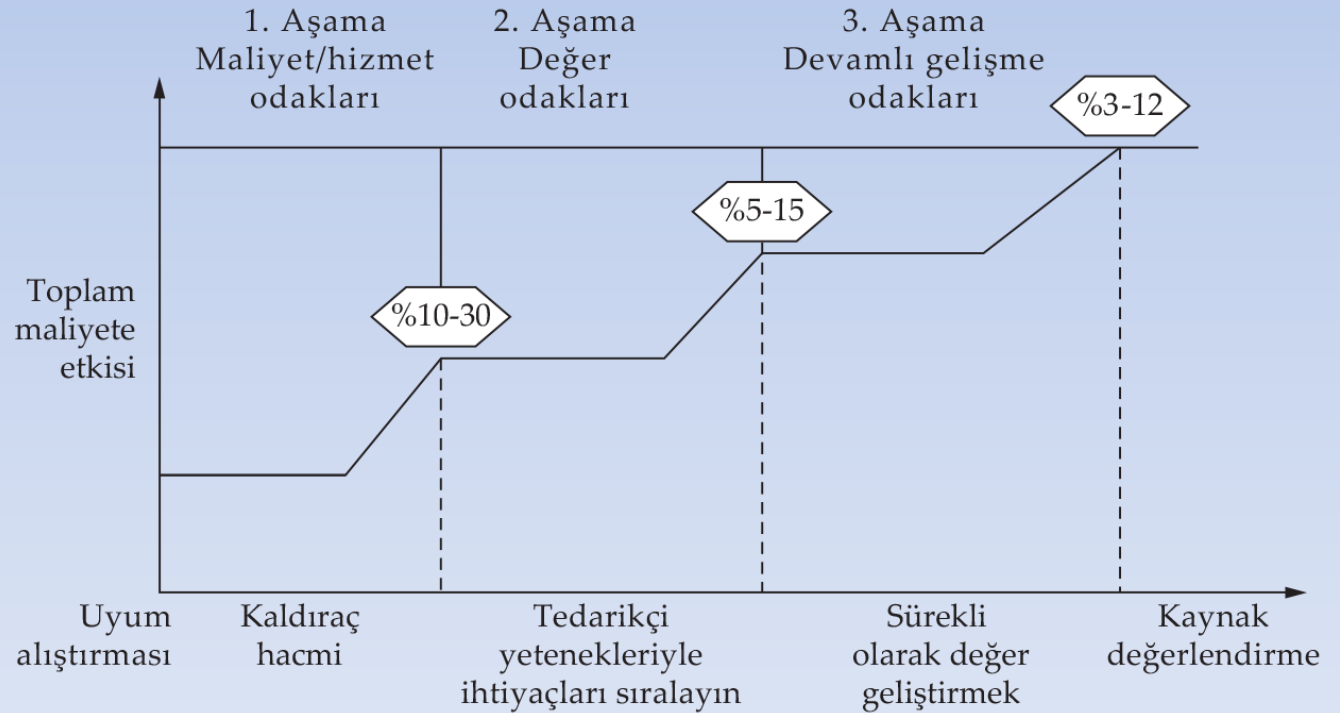 1. Aşama
Maliyet/hizmet
odakları
2. Aşama
Değer
odakları
3. Aşama
Devamlı gelişme
odakları
%3-12
%5-15
%10-30
Toplam
maliyete
etkisi
Uyum
alıştırması
Kaldıraç
hacmi
Tedarikçi
yetenekleriyle
ihtiyaçları sıralayın
Sürekli
olarak değer
geliştirmek
Kaynak
değerlendirme